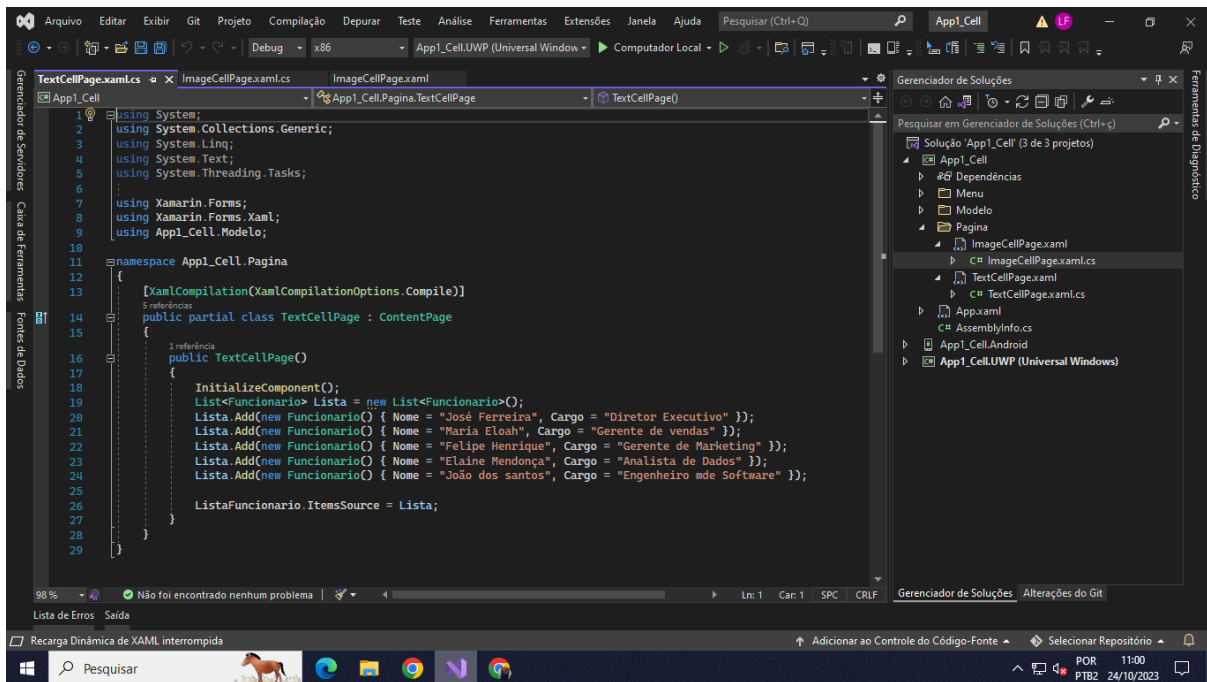 Arquivo Editar Exibir Git Projeto Compilação Depurar Teste Análise Ferramentas Extensões Janela Ajuda Pesquisar (Ctrl+Q) App1_Cell LF
Debug x86 App1_Cell.UWP (Universal Window Computador Local
TextCellPage.xaml.cs ImageCellPage.xaml.cs ImageCellPage.xaml
App1_Cell App1_Cell.Pagina.TextCellPage TextCellPage()
1 using System;
2 using System.Collections.Generic;
3 using System.Linq;
4 using System.Text;
5 using System.Threading.Tasks;
6
7 using Xamarin.Forms;
8 using Xamarin.Forms.Xaml;
9 using App1_Cell.Modelo;
10
11 namespace App1_Cell.Pagina
12 {
13 [XamlCompilation(XamlCompilationOptions.Compile)]
5 referências
14 public partial class TextCellPage : ContentPage
15 {
1 referência
16 public TextCellPage()
17 {
18 InitializeComponent();
19 List<Funcionario> Lista = new List<Funcionario>();
20 Lista.Add(new Funcionario() { Nome = "José Ferreira", Cargo = "Diretor Executivo" });
21 Lista.Add(new Funcionario() { Nome = "Maria Eloah", Cargo = "Gerente de vendas" });
22 Lista.Add(new Funcionario() { Nome = "Felipe Henrique", Cargo = "Gerente de Marketing" });
23 Lista.Add(new Funcionario() { Nome = "Elaine Mendonça", Cargo = "Analista de Dados" });
24 Lista.Add(new Funcionario() { Nome = "João dos santos", Cargo = "Engenheiro mde Software" });
25
26 ListaFuncionario.ItemsSource = Lista;
27 }
28 }
29 }
98 % Não foi encontrado nenhum problema Ln: 1 Car: 1 SPC CRLF
Gerenciador de Servidores
Caixa de Ferramentas
Fontes de Dados
Gerenciador de Soluções
Pesquisar em Gerenciador de Soluções (Ctrl+ç)
Solução 'App1_Cell' (3 de 3 projetos)
App1_Cell
Dependências
Menu
Modelo
Pagina
ImageCellPage.xaml
C# ImageCellPage.xaml.cs
TextCellPage.xaml
C# TextCellPage.xaml.cs
App.xaml
C# AssemblyInfo.cs
App1_Cell.Android
App1_Cell.UWP (Universal Windows)
Gerenciador de Soluções Alterações do Git
Ferramentas de Diagnóstico
Lista de Erros Saída
Recarga Dinâmica de XAML interrompida Adicionar ao Controle do Código-Fonte Selecionar Repositório
Pesquisar
POR
PTB2
11:00
24/10/2023